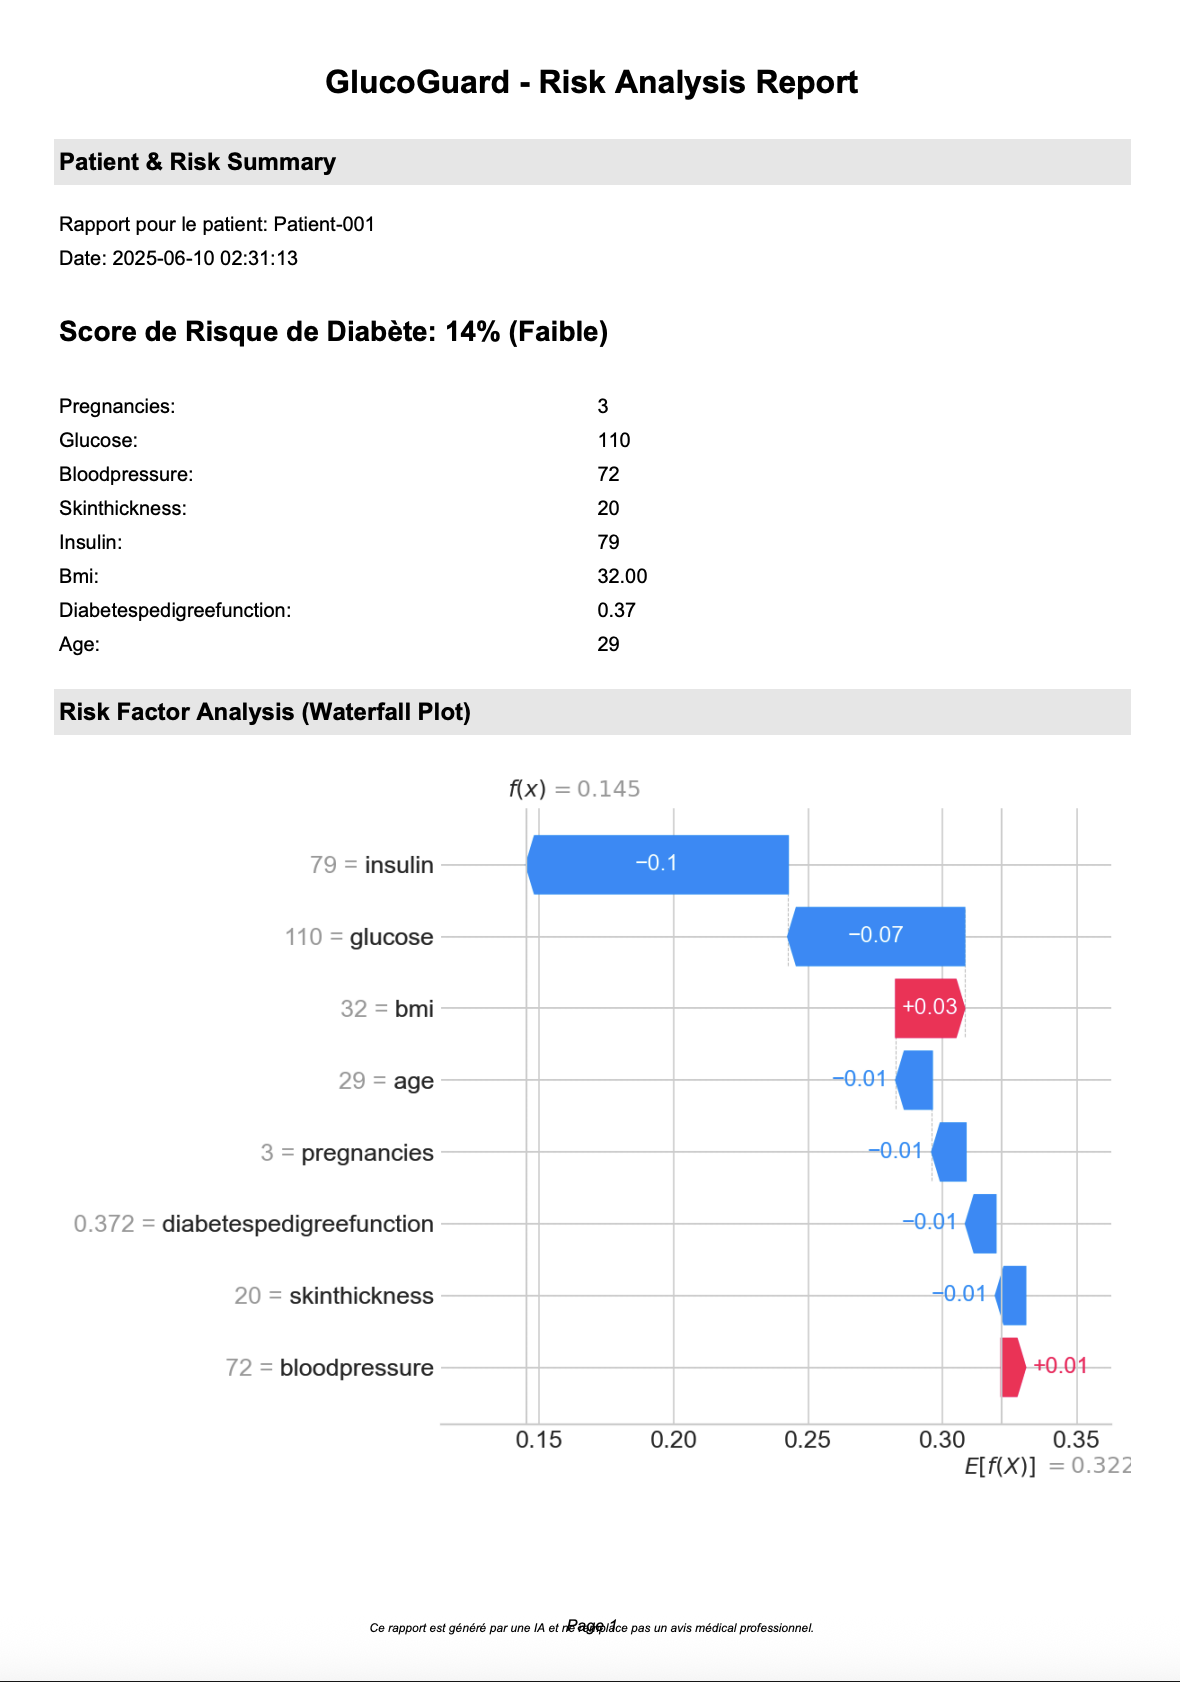 GlucoGuard - Risk Analysis Report
Patient & Risk Summary
Rapport pour le patient: Patient-001
Date: 2025-06-10 02:31:13
Score de Risque de Diabète: 14% (Faible)
Pregnancies: 3
Glucose: 110
Bloodpressure: 72
Skinthickness: 20
Insulin: 79
Bmi: 32.00
Diabetespedigreefunction: 0.37
Age: 29
Risk Factor Analysis (Waterfall Plot)
f(x) = 0.145
79 = insulin −0.1
110 = glucose −0.07
32 = bmi +0.03
29 = age −0.01
3 = pregnancies −0.01
0.372 = diabetespedigreefunction −0.01
20 = skinthickness −0.01
72 = bloodpressure +0.01
0.15 0.20 0.25 0.30 0.35
E[f(X)] = 0.322
Page 1
Ce rapport est généré par une IA et ne remplace pas un avis médical professionnel.